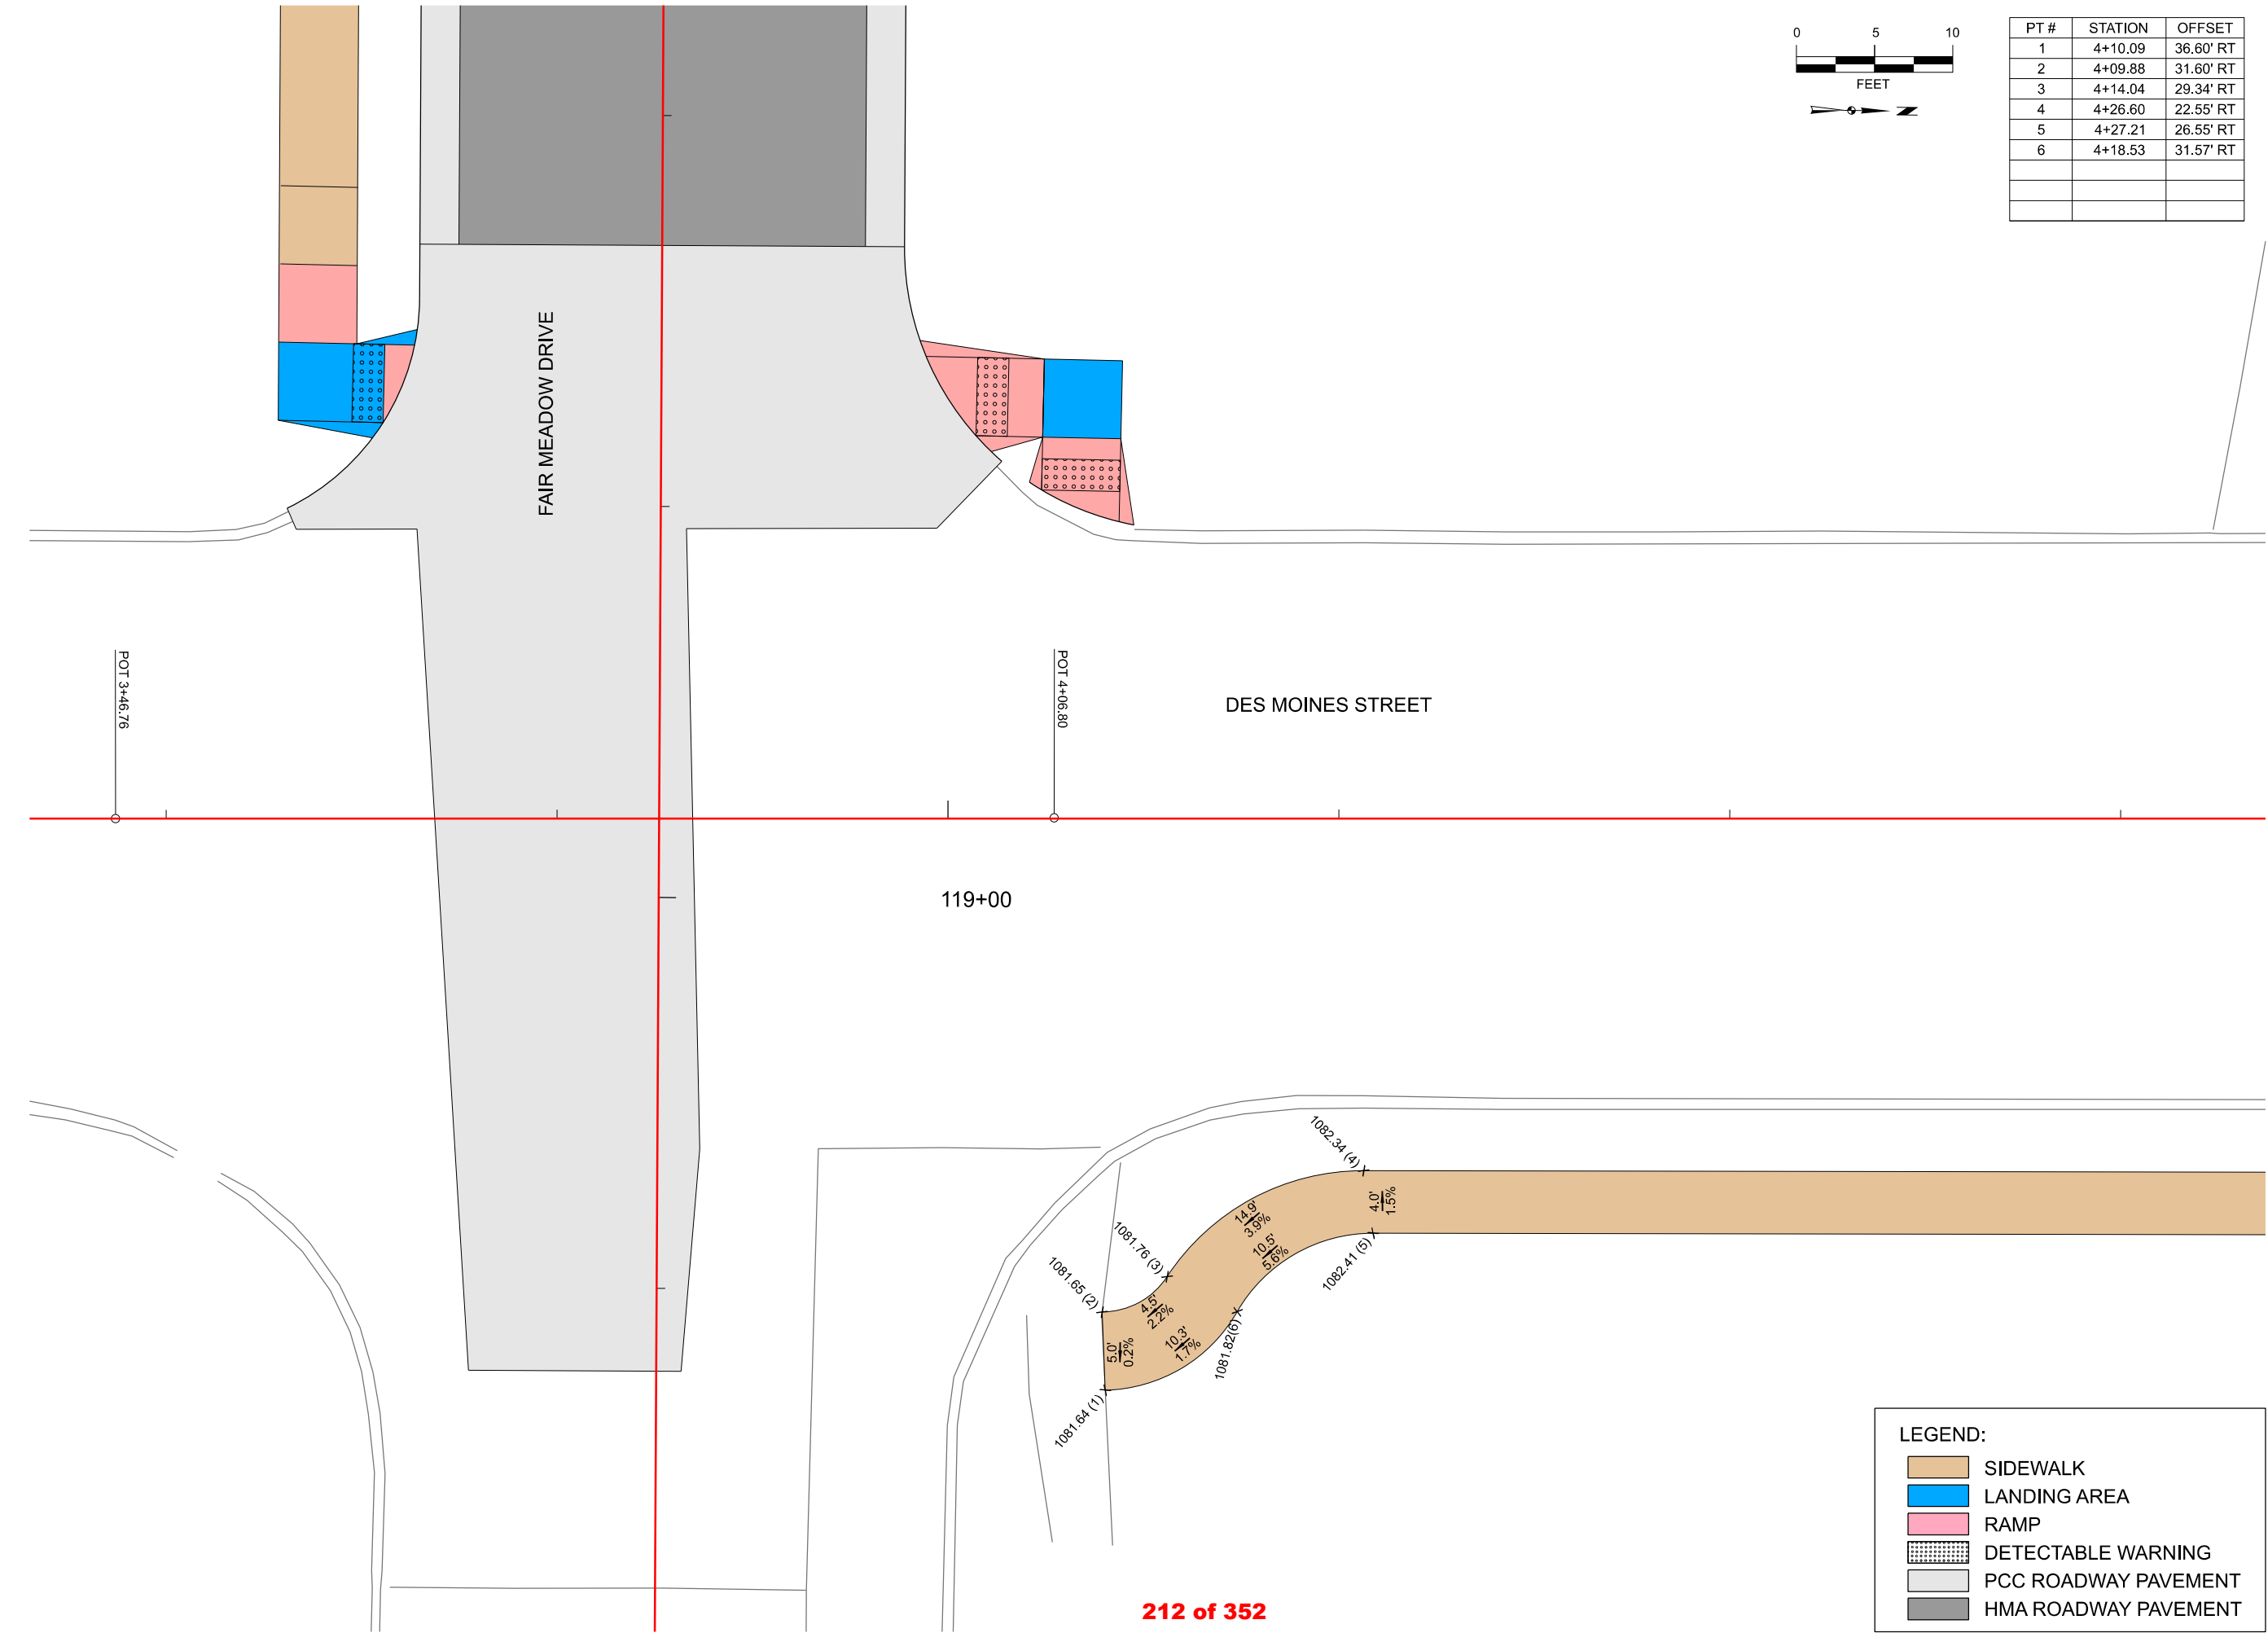 0 5 10
FEET
PT # STATION OFFSET
1 4+10.09 36.60' RT
2 4+09.88 31.60' RT
3 4+14.04 29.34' RT
4 4+26.60 22.55' RT
5 4+27.21 26.55' RT
6 4+18.53 31.57' RT
FAIR MEADOW DRIVE
POT 3+46.76
POT 4+06.80
DES MOINES STREET
119+00
1082.34 (4)
4.0'
1.5%
14.9'
3.9%
1081.76 (3)
10.5'
5.6%
1082.41 (5)
1081.65 (2)
4.5'
2.2%
10.3'
1.7%
1081.82(6)
5.0'
0.2%
1081.64 (1)
LEGEND:
SIDEWALK
LANDING AREA
RAMP
DETECTABLE WARNING
PCC ROADWAY PAVEMENT
HMA ROADWAY PAVEMENT
212 of 352